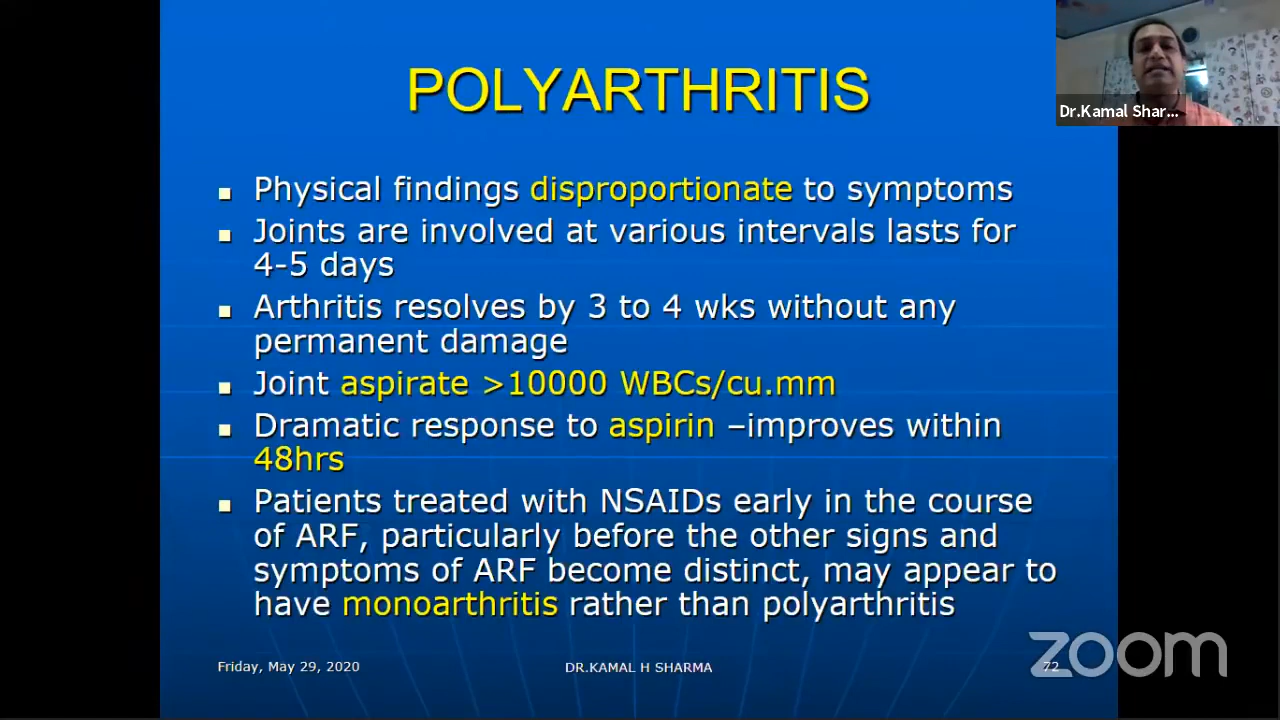 POLYARTHRITIS
Dr.Kamal Shar...
Physical findings disproportionate to symptoms
Joints are involved at various intervals lasts for
4-5 days
Arthritis resolves by 3 to 4 wks without any
permanent damage
Joint aspirate >10000 WBCs/cu.mm
Dramatic response to aspirin –improves within
48hrs
Patients treated with NSAIDs early in the course
of ARF, particularly before the other signs and
symptoms of ARF become distinct, may appear to
have monoarthritis rather than polyarthritis
Friday, May 29, 2020
DR.KAMAL H SHARMA
72
zoom